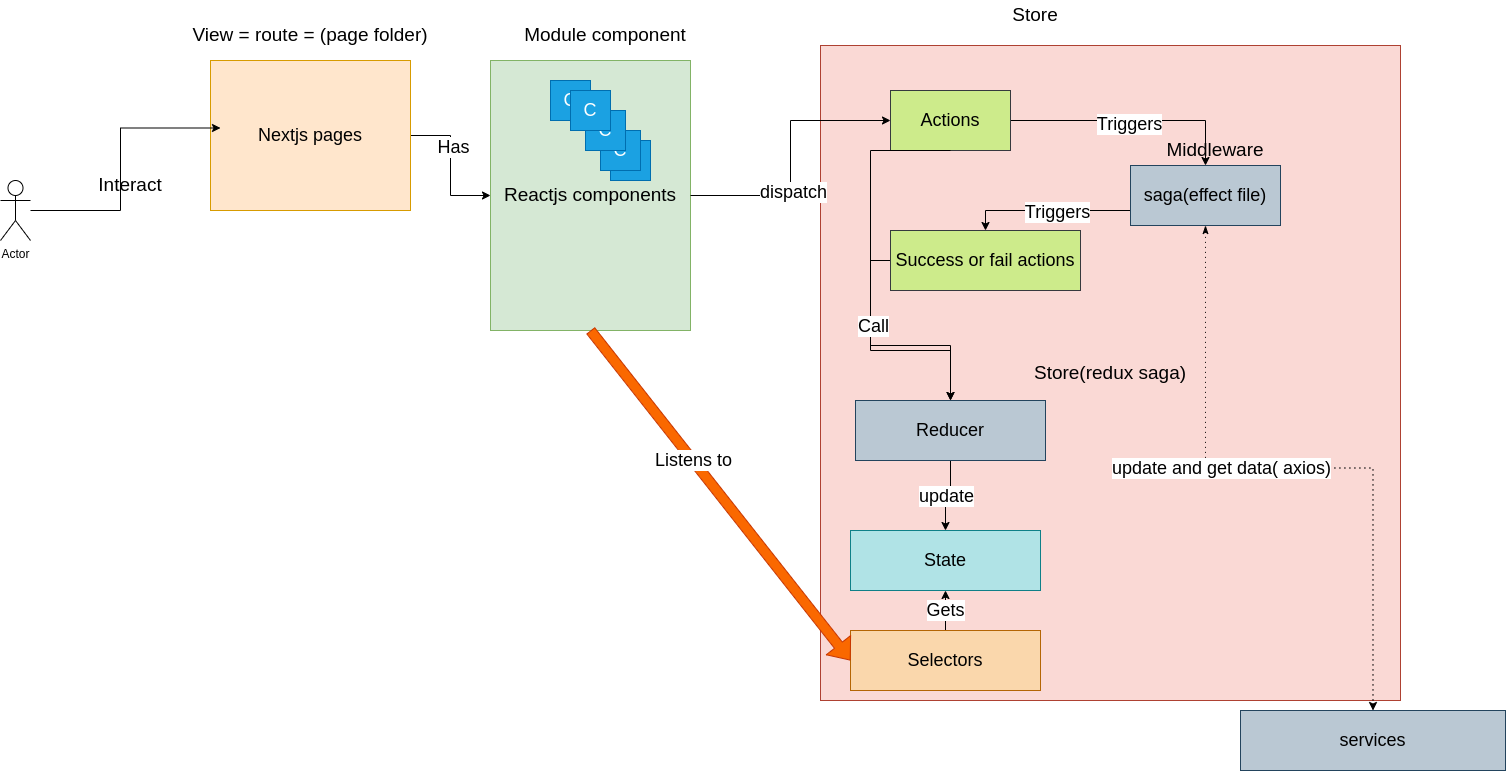 Store
View = route = (page folder)
Module component
C
C
C
C
Nextjs pages
Has
Reactjs components
Interact
Actor
dispatch
Actions
Triggers
Middleware
saga(effect file)
Triggers
Success or fail actions
Call
Store(redux saga)
Reducer
Listens to
update and get data( axios)
update
State
Gets
Selectors
services